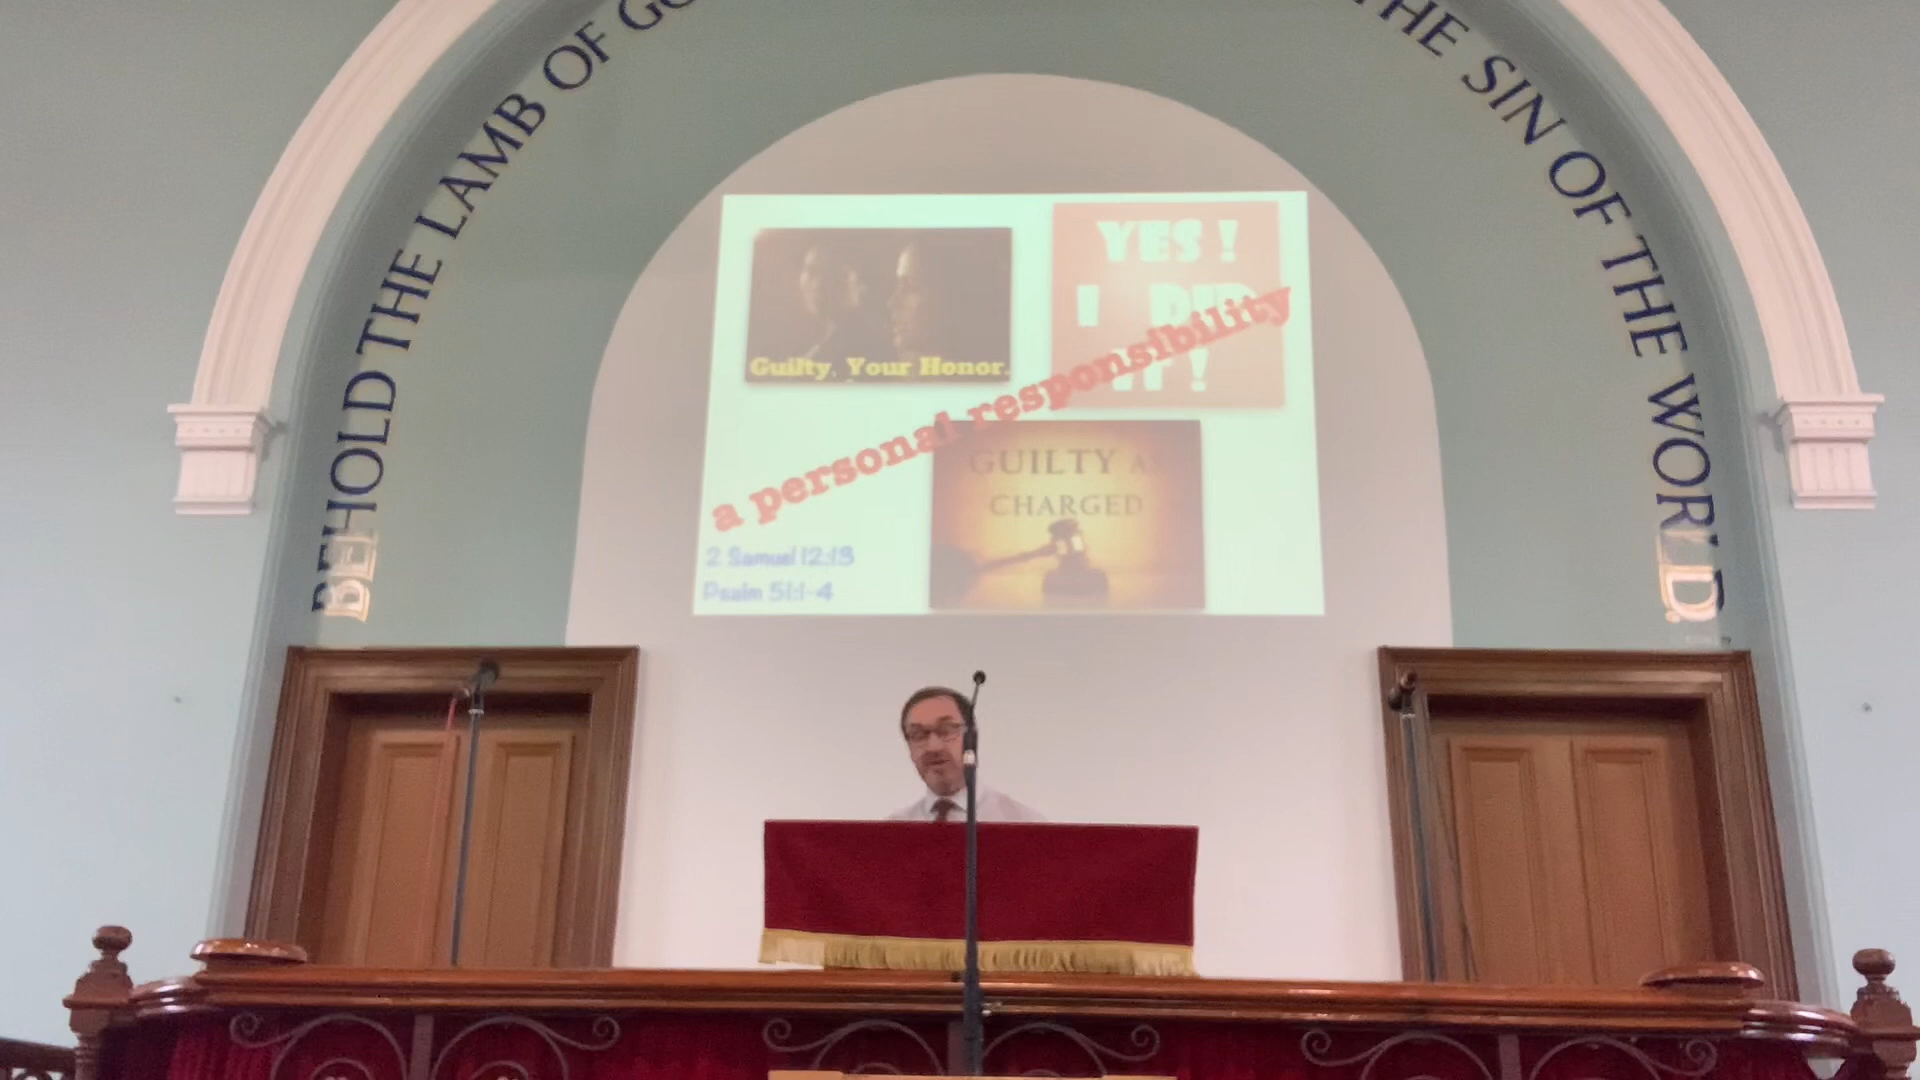 BEHOLD THE LAMB OF GO
THE SIN OF THE WORLD
Guilty, Your Honor.
YES !
I DID
IT !
a personal responsibility
GUILTY A
CHARGED
2 Samuel 12:13
Psalm 51:1-4